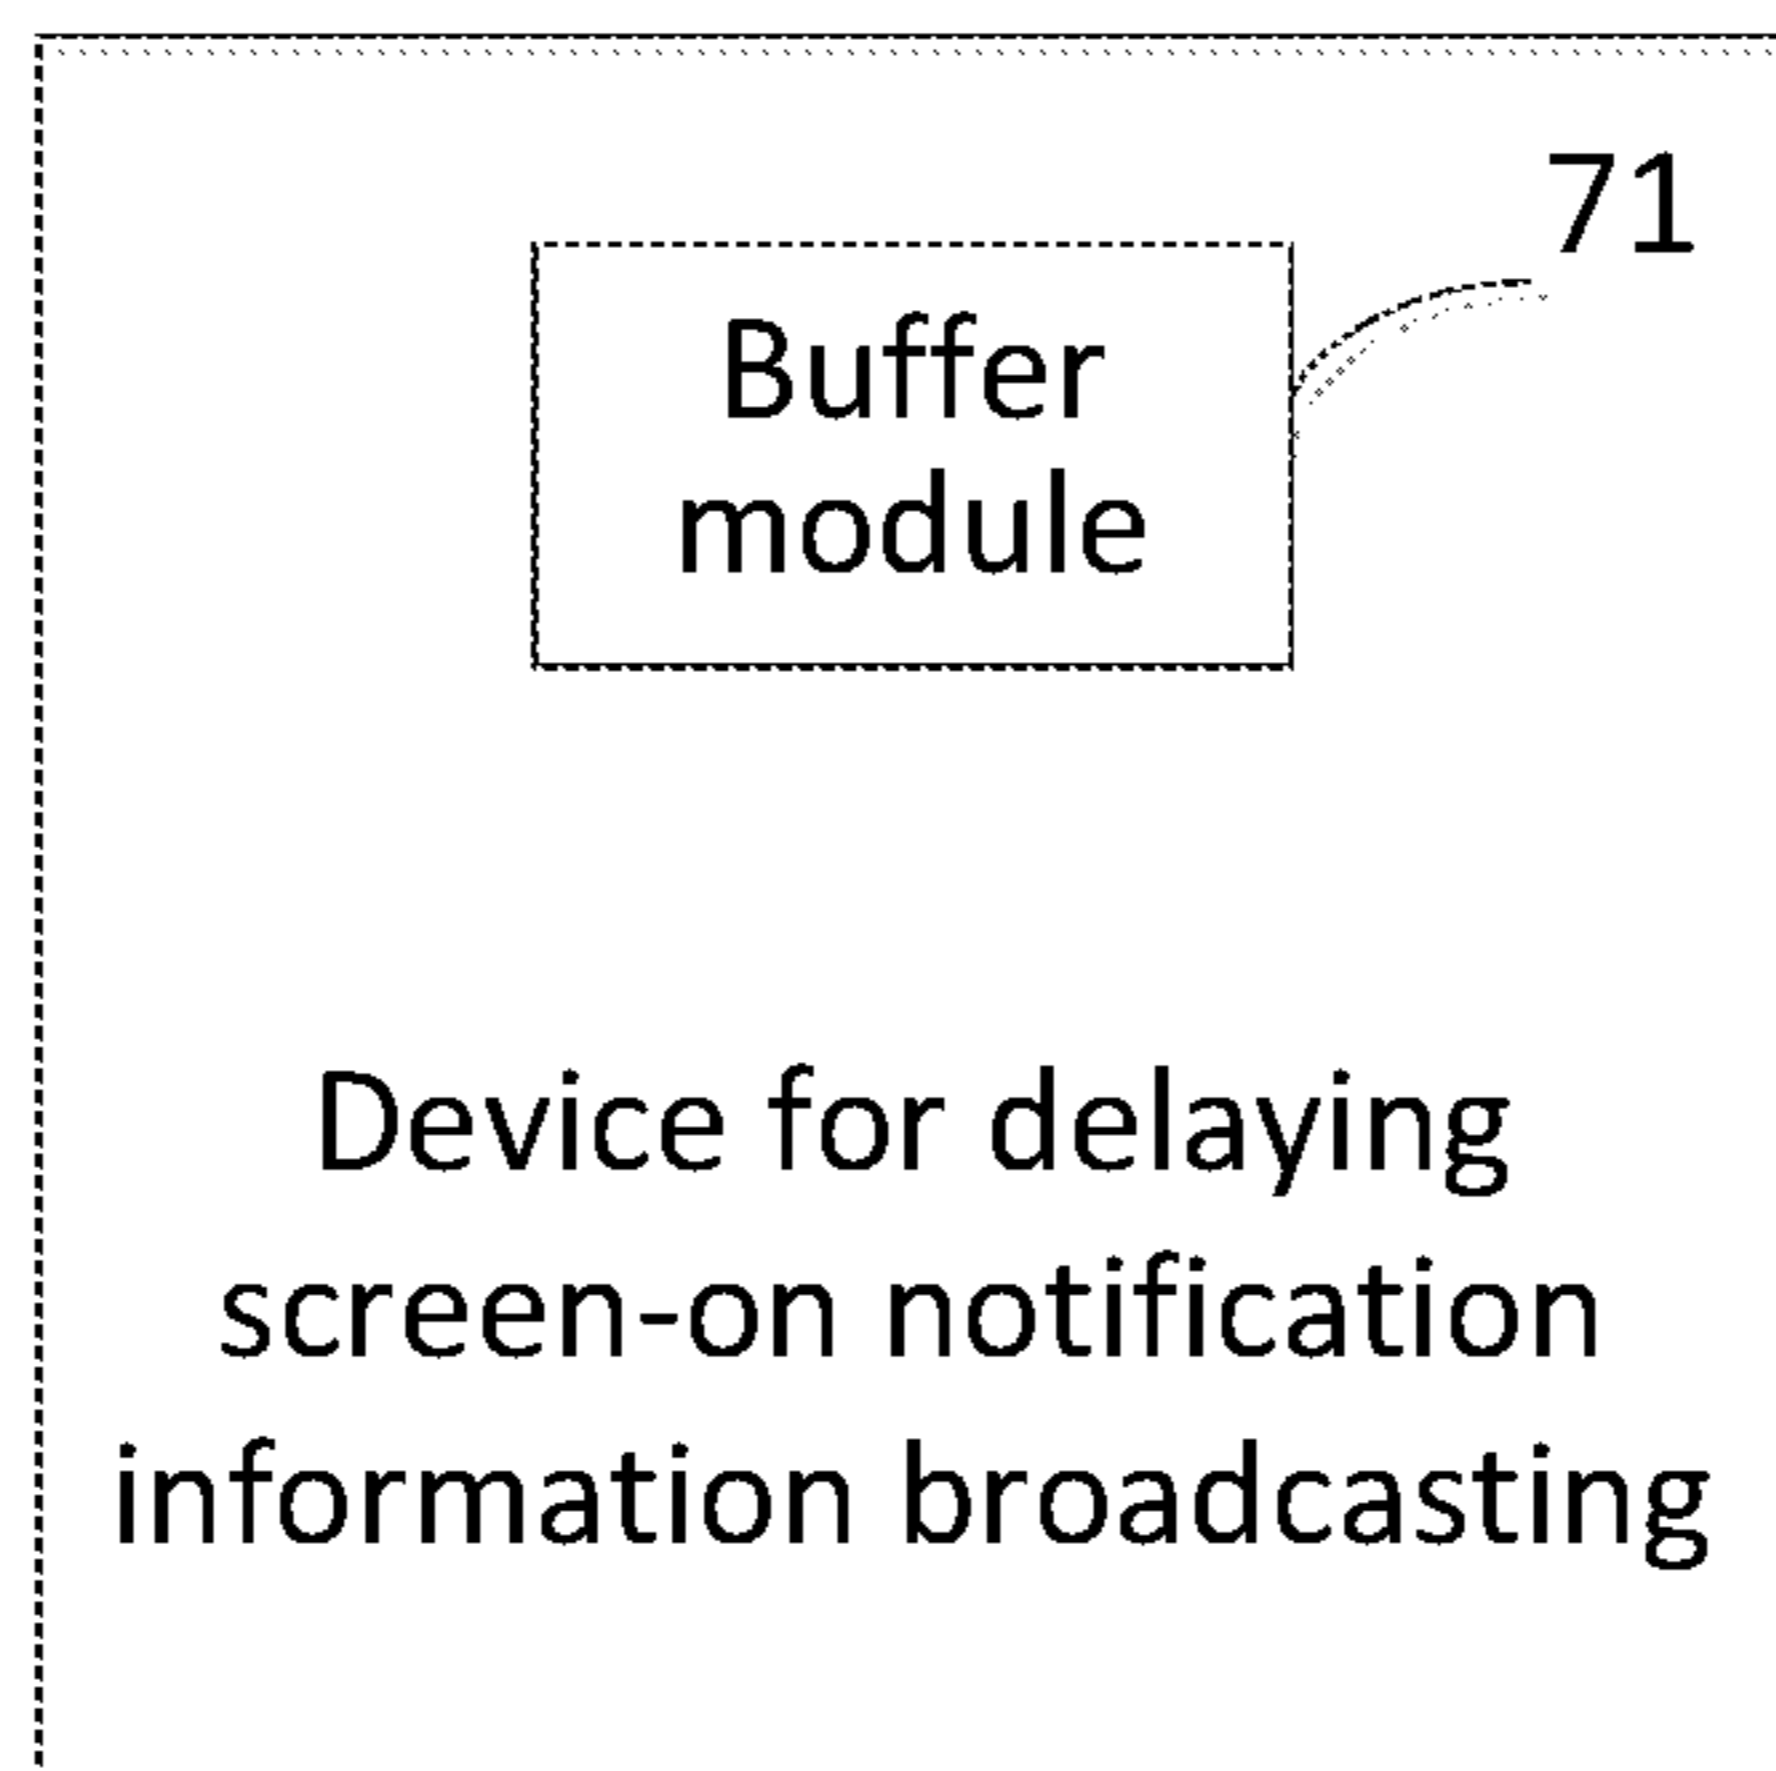 71
Buffer
module
Device for delaying
screen-on notification
information broadcasting